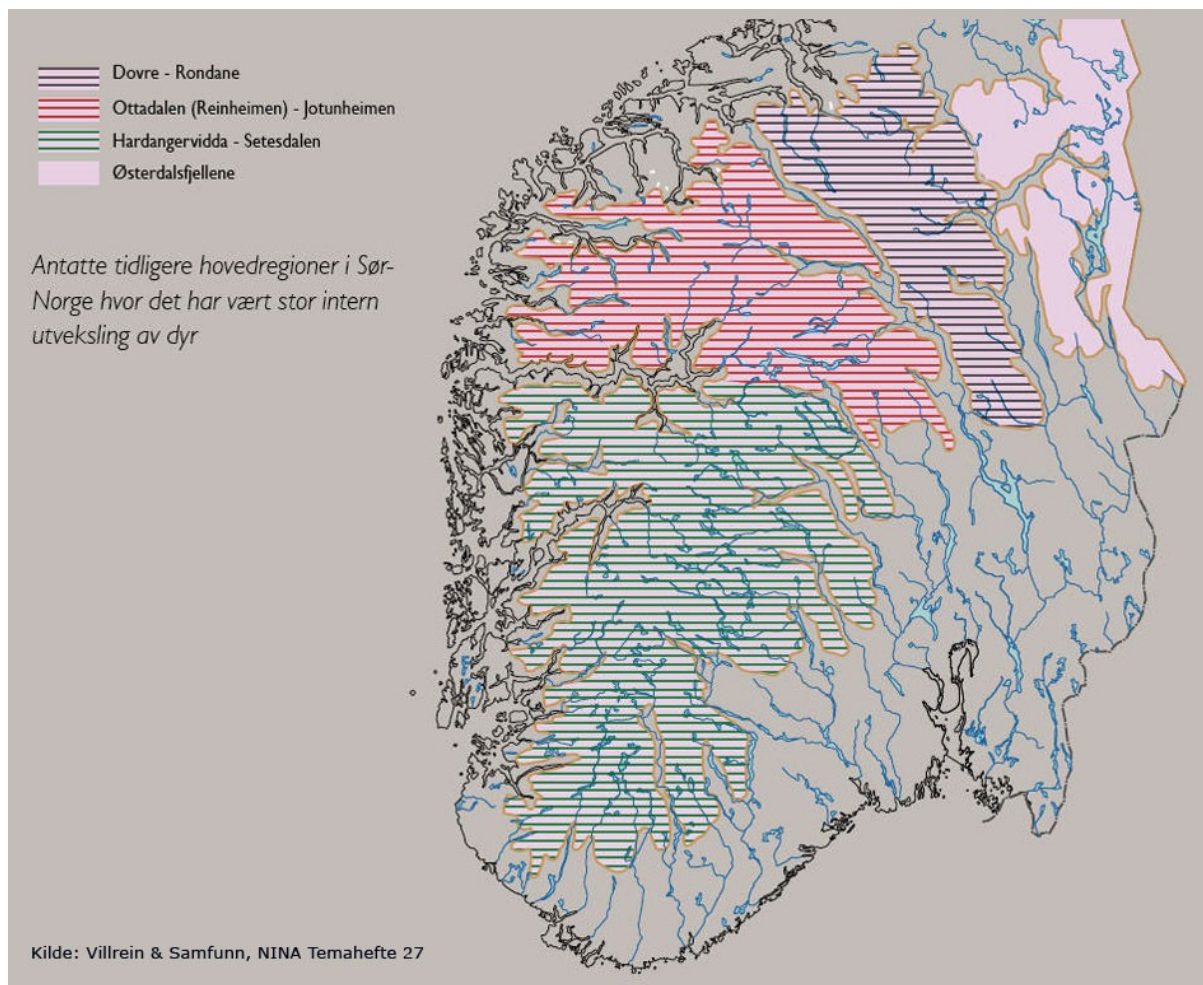 Dovre - Rondane
Ottadalen (Reinheimen) - Jotunheimen
Hardangervidda - Setesdalen
Østerdalsfjellene
Antatte tidligere hovedregioner i Sør-
Norge hvor det har vært stor intern
utveksling av dyr
Kilde: Villrein & Samfunn, NINA Temahefte 27